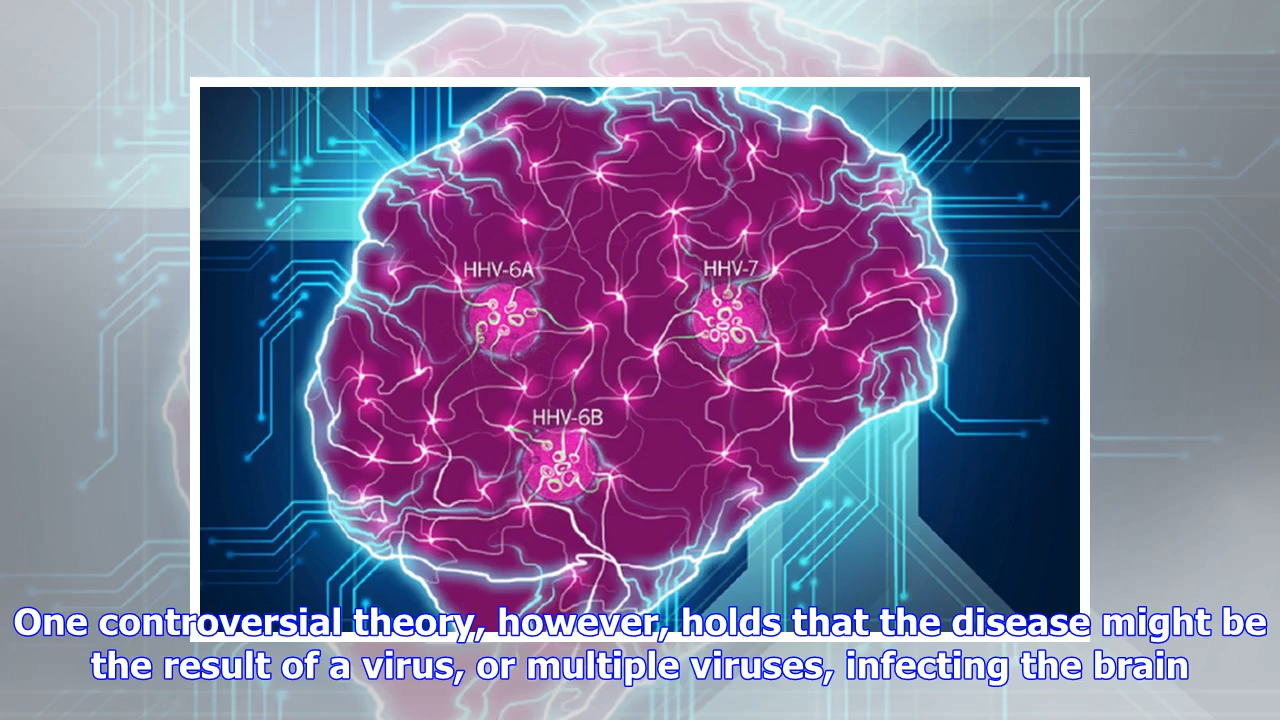 HHV-6A
HHV-7
HHV-6B
One controversial theory, however, holds that the disease might be
the result of a virus, or multiple viruses, infecting the brain